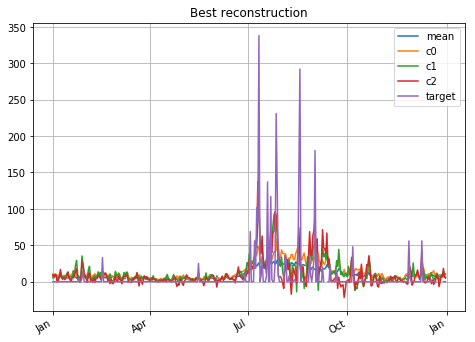 Best reconstruction
350
300
250
200
150
100
50
0
Jan
Apr
Jul
Oct
Jan
mean
c0
c1
c2
target